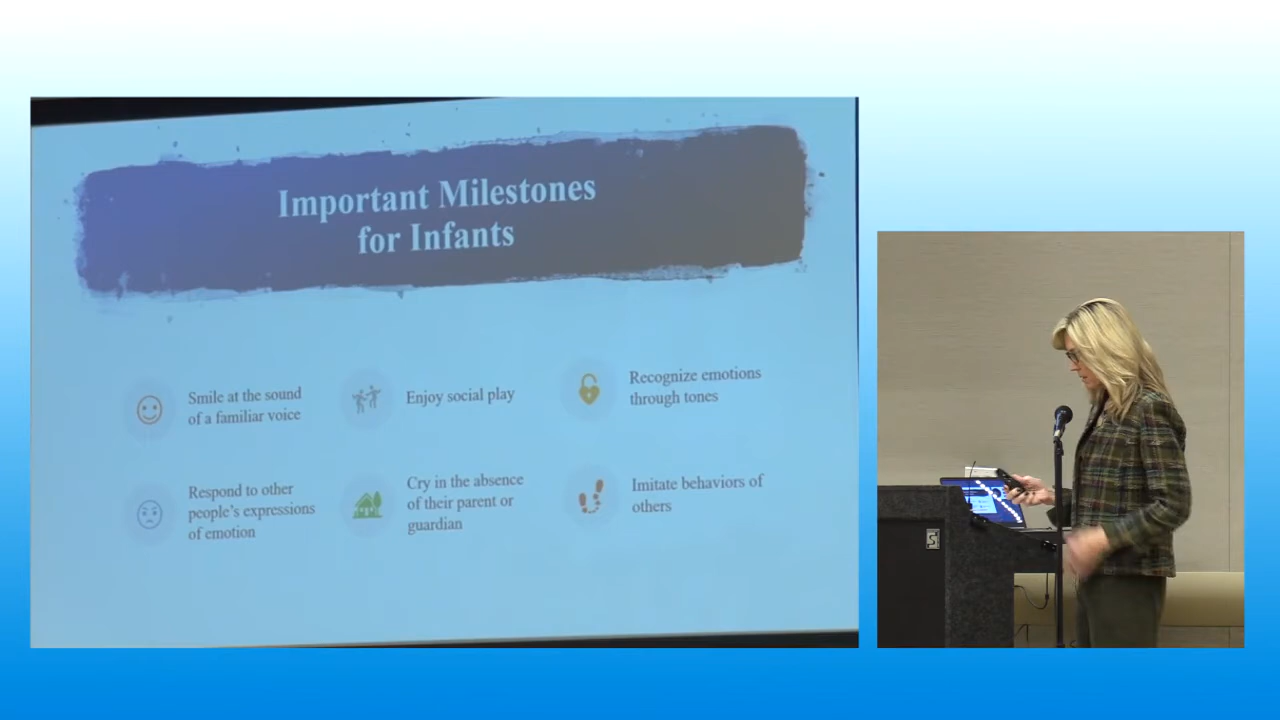 Important Milestones
for Infants
Smile at the sound
of a familiar voice
Enjoy social play
Recognize emotions
through tones
Respond to other
people's expressions
of emotion
Cry in the absence
of their parent or
guardian
Imitate behaviors of
others